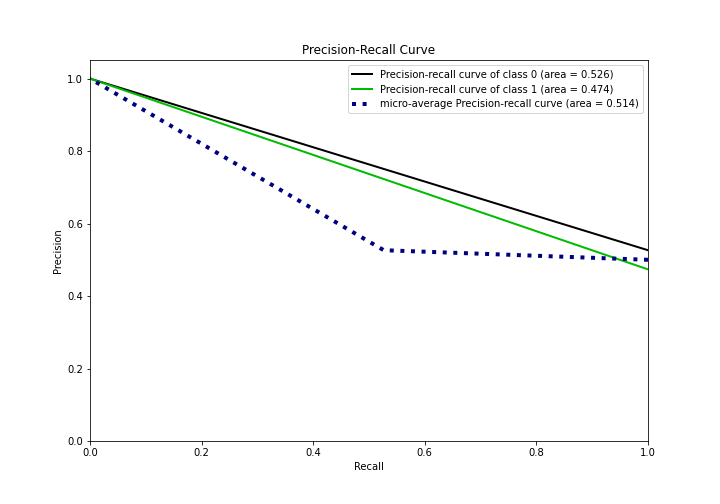 Precision-Recall Curve
Precision-recall curve of class 0 (area = 0.526)
Precision-recall curve of class 1 (area = 0.474)
micro-average Precision-recall curve (area = 0.514)
Precision
1.0
0.8
0.6
0.4
0.2
0.0
0.0 0.2 0.4 0.6 0.8 1.0
Recall